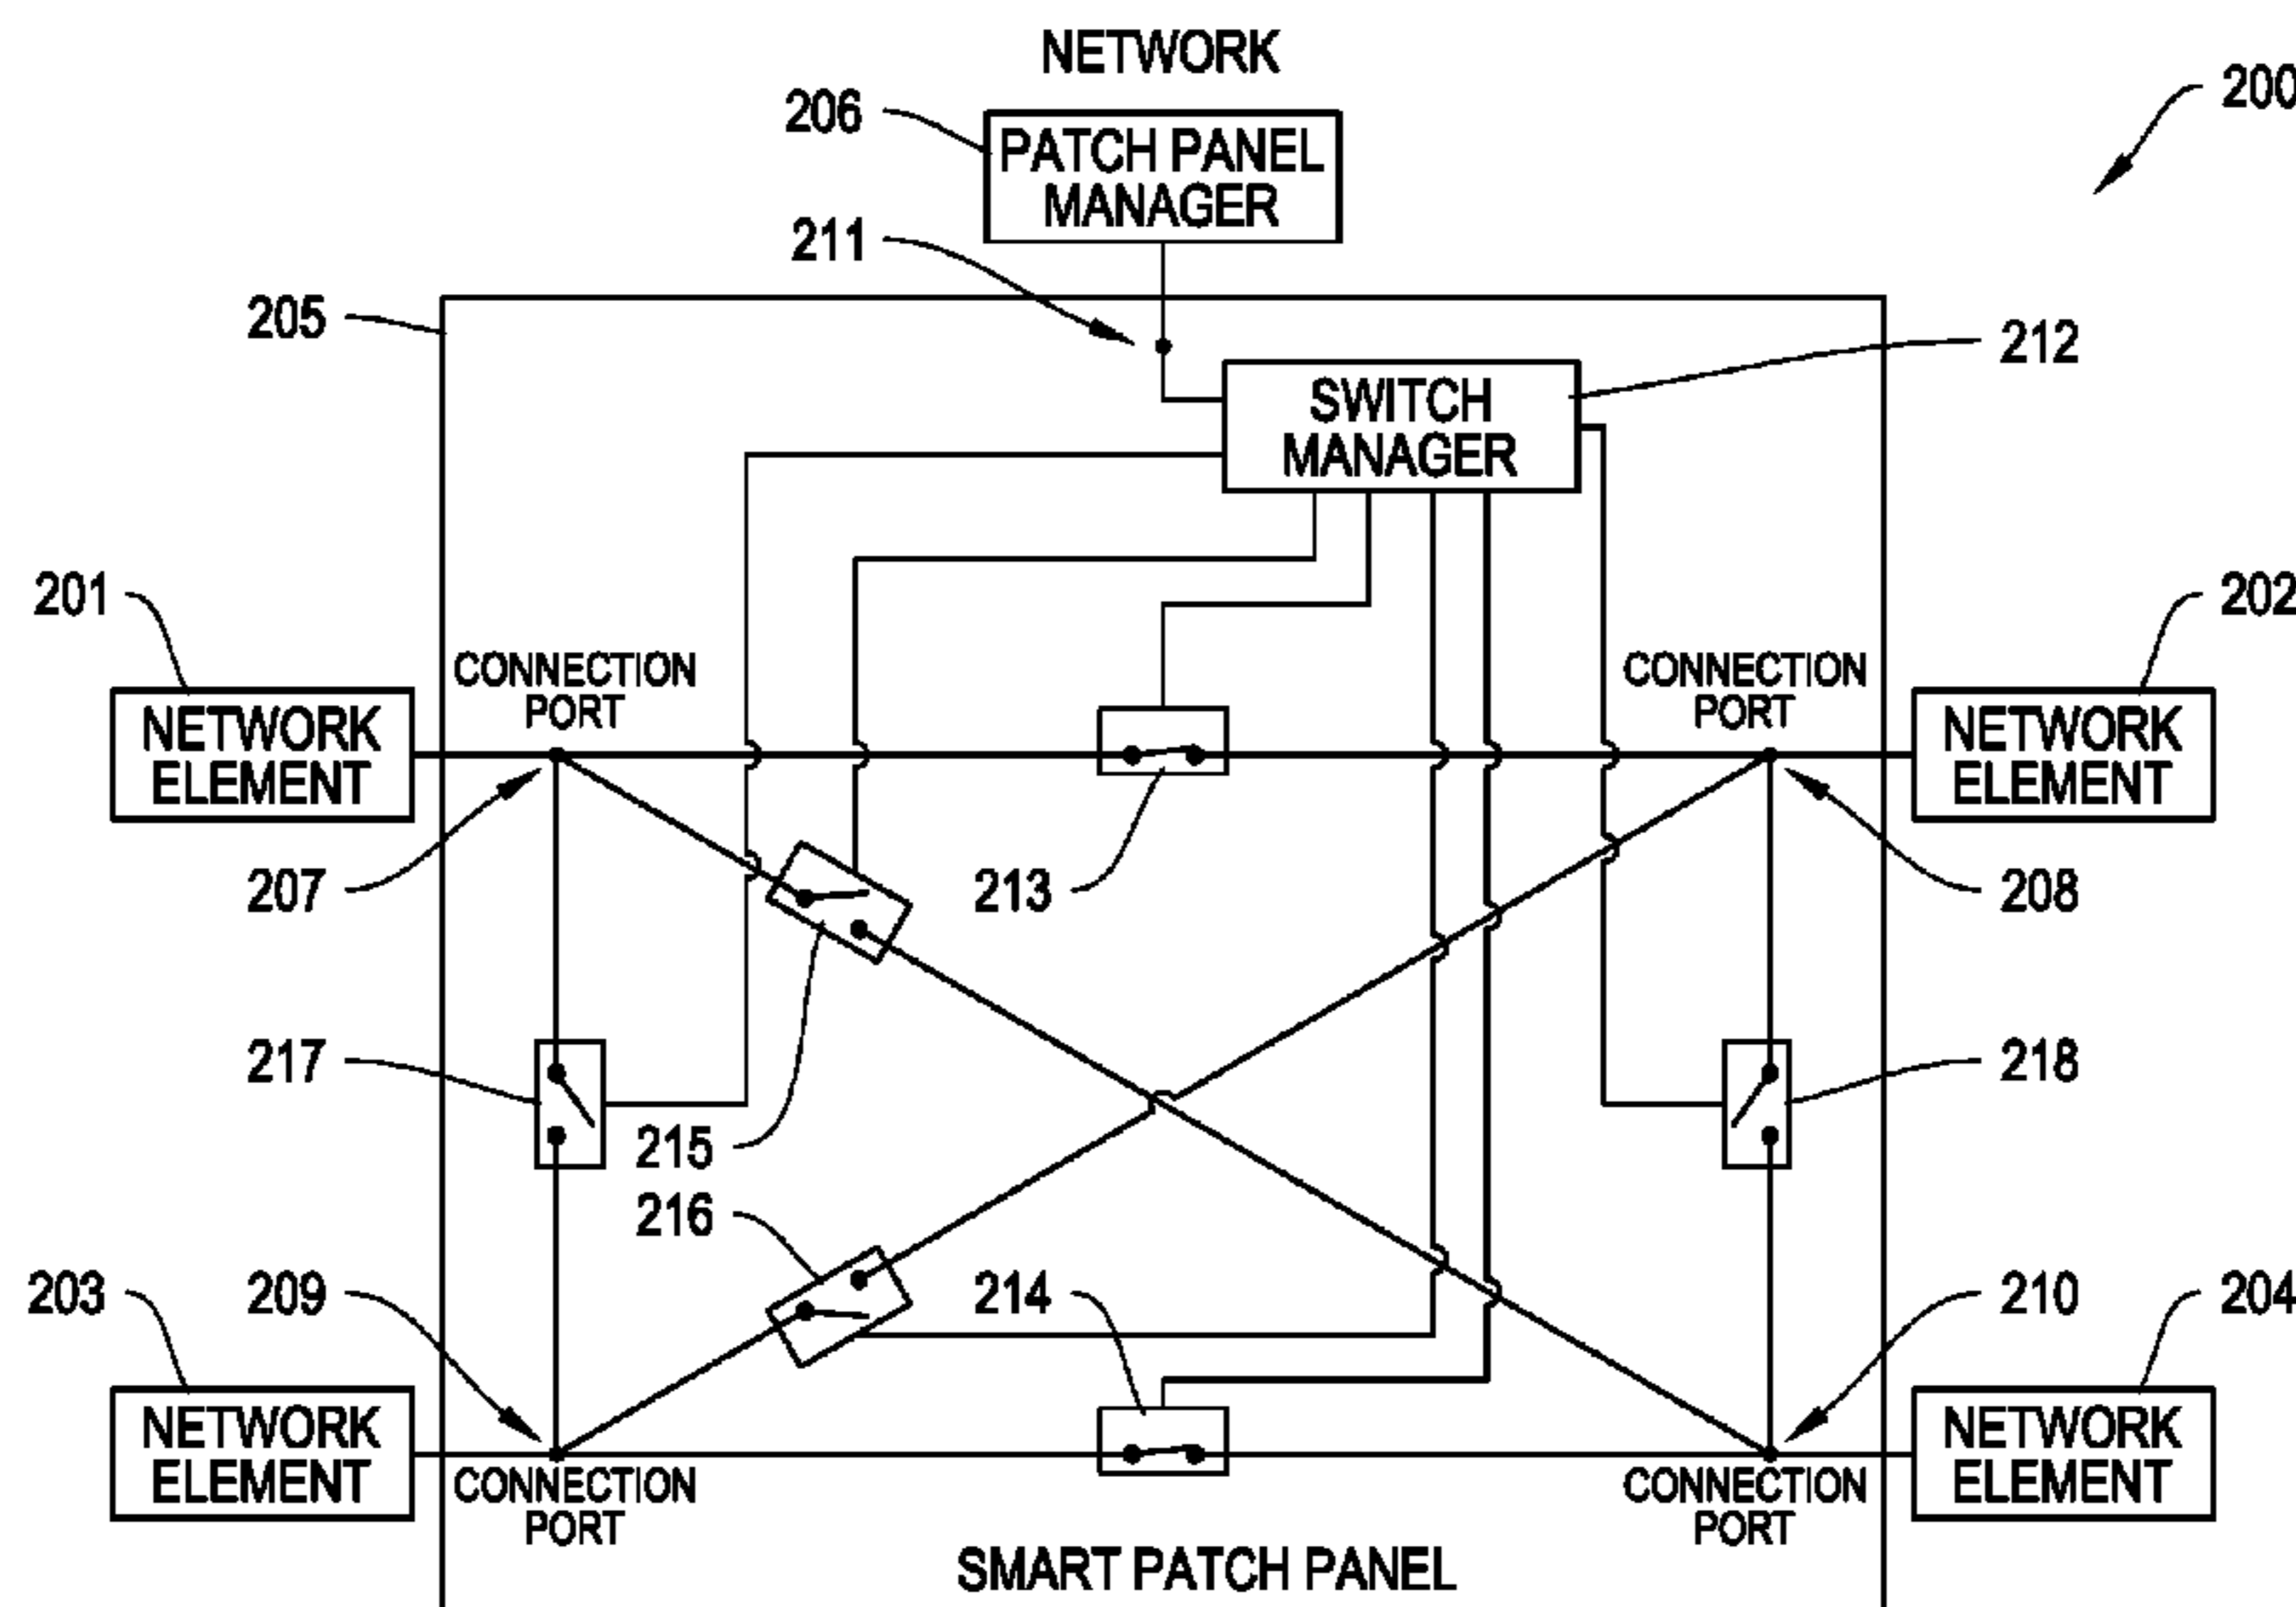 NETWORK
200
206
PATCH PANEL
MANAGER
211
205
212
SWITCH
MANAGER
201
202
CONNECTION
PORT
CONNECTION
PORT
NETWORK
ELEMENT
NETWORK
ELEMENT
207
213
208
217
215
218
216
203
209
214
210
204
NETWORK
ELEMENT
NETWORK
ELEMENT
CONNECTION
PORT
CONNECTION
PORT
SMART PATCH PANEL